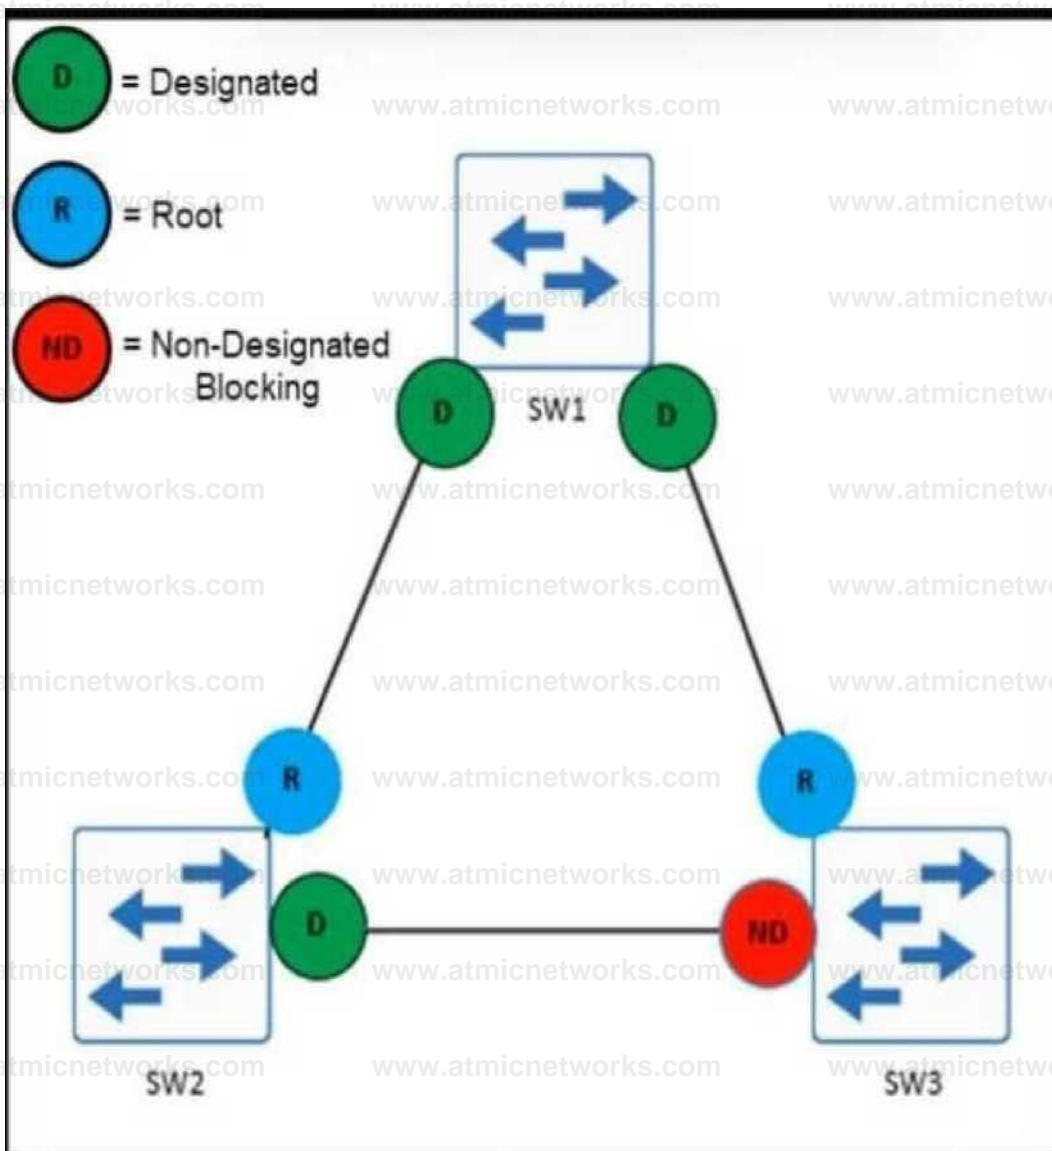 D = Designated
R = Root
ND = Non-Designated
Blocking
D SW1 D
R R
D ND
SW2 SW3
www.atmicnetworks.com